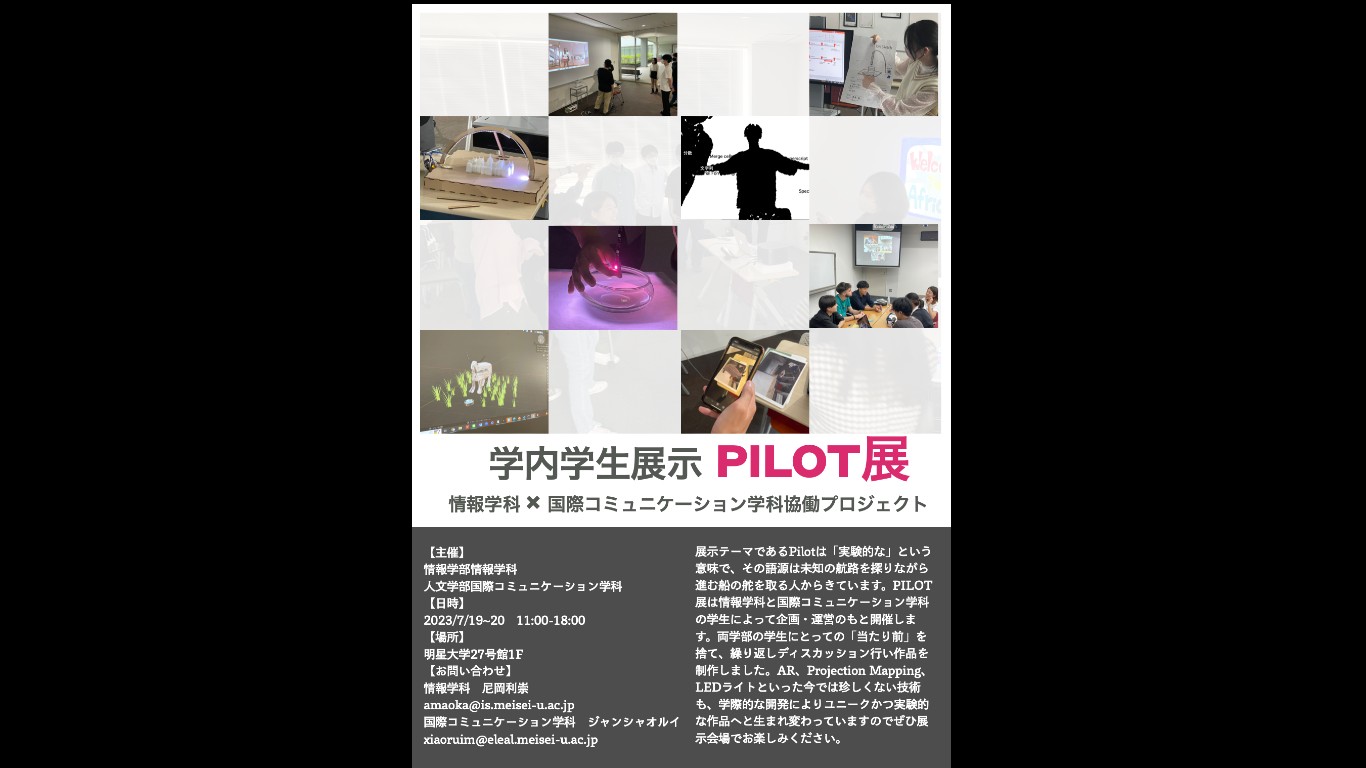 Merge cells
分数
文学的
Welc
Afric
学内学生展示 PILOT展
情報学科 ✖ 国際コミュニケーション学科協働プロジェクト
【主催】
情報学部情報学科
人文学部国際コミュニケーション学科
【日時】
2023/7/19~20　11:00-18:00
【場所】
明星大学27号館1F
【お問い合わせ】
情報学科　尼岡利崇
amaoka@is.meisei-u.ac.jp
国際コミュニケーション学科　ジャンシャオルイ
xiaoruim@eleal.meisei-u.ac.jp
展示テーマであるPilotは「実験的な」という
意味で、その語源は未知の航路を探りながら
進む船の舵を取る人からきています。PILOT
展は情報学科と国際コミュニケーション学科
の学生によって企画・運営のもと開催しま
す。両学部の学生にとっての「当たり前」を
捨て、繰り返しディスカッション行い作品を
制作しました。AR、Projection Mapping、
LEDライトといった今では珍しくない技術
も、学際的な開発によりユニークかつ実験的
な作品へと生まれ変わっていますのでぜひ展
示会場でお楽しみください。